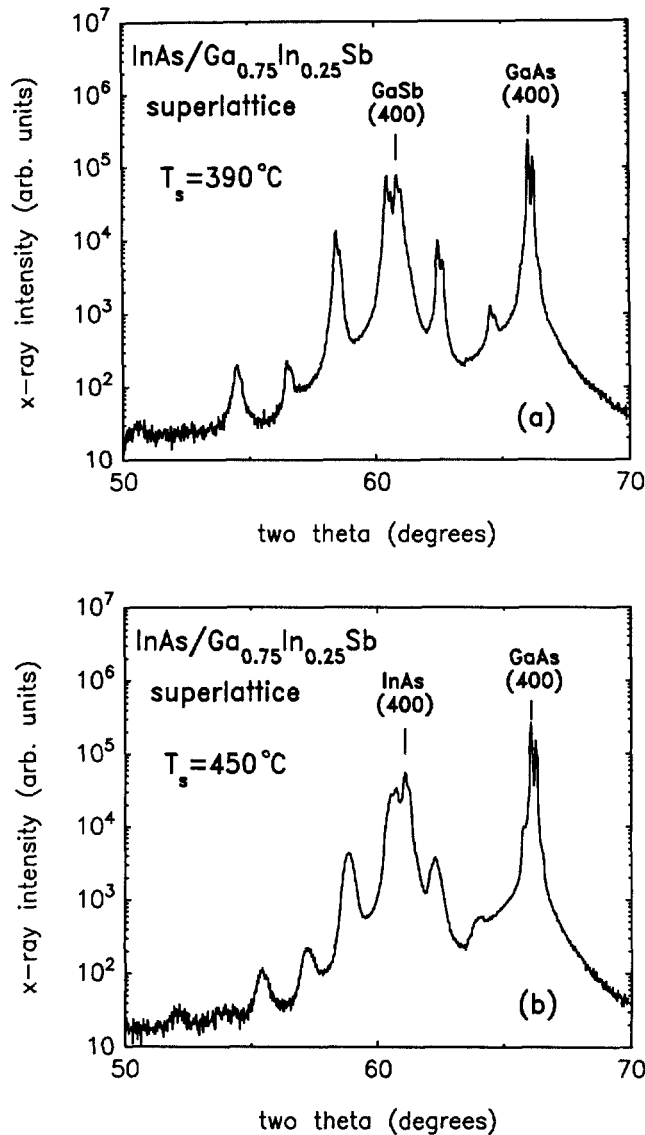 10⁷
InAs/Ga₀.₇₅In₀.₂₅Sb
superlattice
Tₛ=390°C
GaSb
(400)
GaAs
(400)
10⁶
10⁵
10⁴
10³
10²
10
x-ray intensity (arb. units)
(a)
50
60
70
two theta (degrees)
10⁷
InAs/Ga₀.₇₅In₀.₂₅Sb
superlattice
Tₛ=450°C
InAs
(400)
GaAs
(400)
10⁶
10⁵
10⁴
10³
10²
10
x-ray intensity (arb. units)
(b)
50
60
70
two theta (degrees)